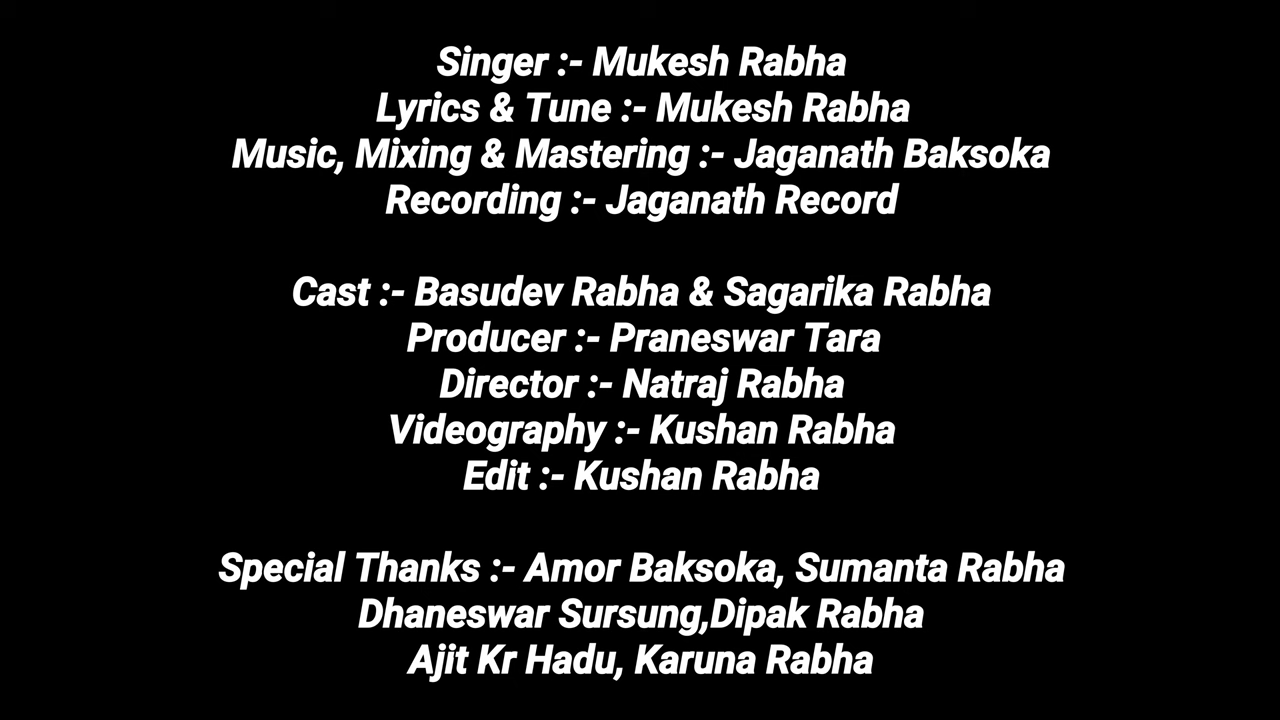 Singer :- Mukesh Rabha
Lyrics & Tune :- Mukesh Rabha
Music, Mixing & Mastering :- Jaganath Baksoka
Recording :- Jaganath Record
Cast :- Basudev Rabha & Sagarika Rabha
Producer :- Praneswar Tara
Director :- Natraj Rabha
Videography :- Kushan Rabha
Edit :- Kushan Rabha
Special Thanks :- Amor Baksoka, Sumanta Rabha
Dhaneswar Sursung,Dipak Rabha
Ajit Kr Hadu, Karuna Rabha